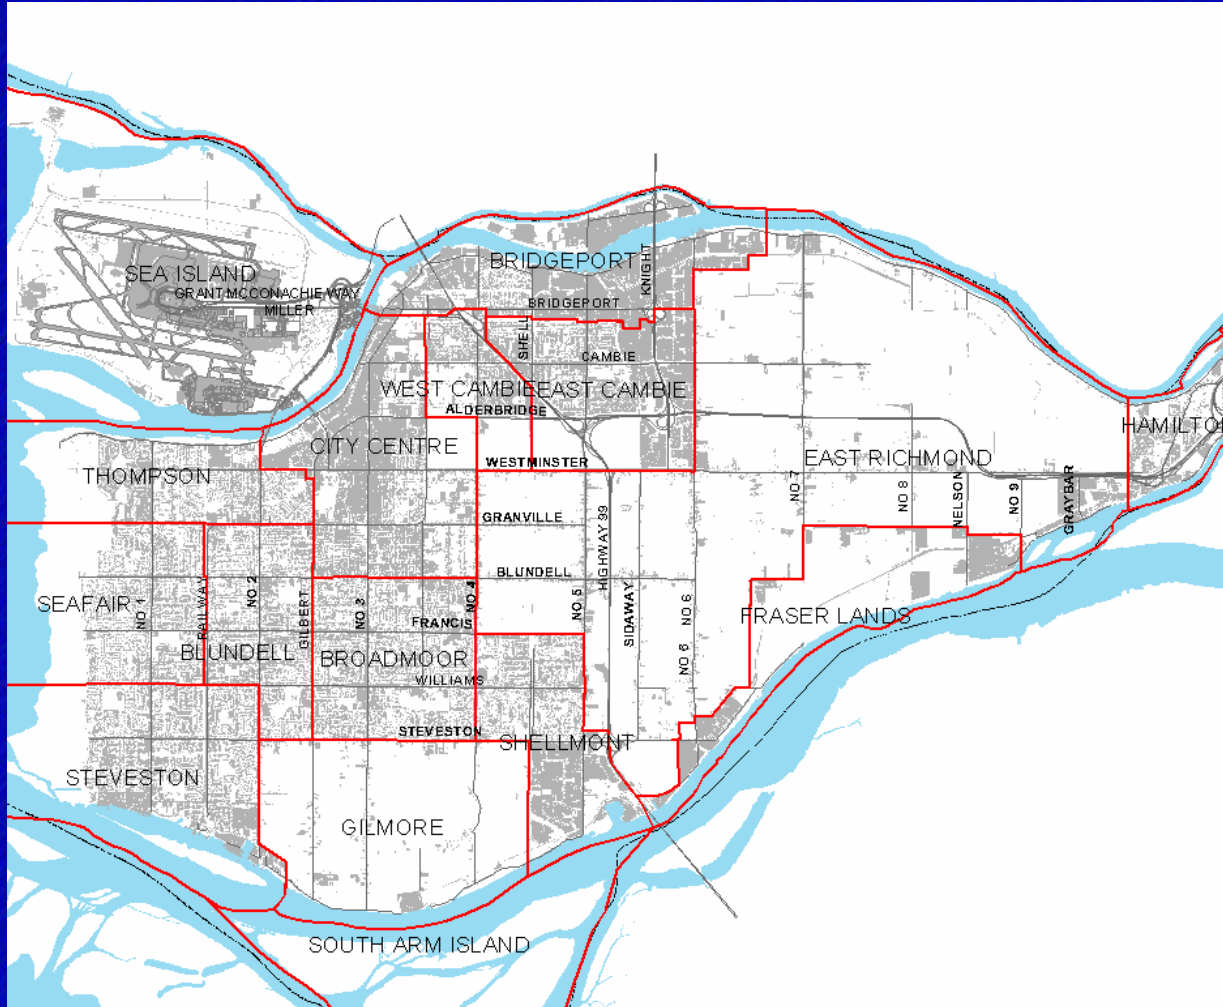 BRIDGEPORT
KNIGHT
SEA ISLAND
GRANT MCCONACHIE WAY
MILLER
BRIDGEPORT
SHELL
CAMBIE
WEST CAMBIE
EAST CAMBIE
ALDERBRIDGE
HAMILTO
CITY CENTRE
WESTMINSTER
EAST RICHMOND
THOMPSON
NO 7
NO 8
NELSON
NO 9
GRAYBAR
GRANVILLE
HIGHWAY 99
BLUNDELL
SEAFAIR
NO 1
RAILWAY
NO 2
GILBERT
NO 3
NO 4
NO 5
SIDAWAY
NO 6
FRANCIS
FRASER LANDS
BLUNDELL
BROADMOOR
NO 6
WILLIAMS
STEVESTON
SHELLMONT
STEVESTON
GILMORE
SOUTH ARM ISLAND